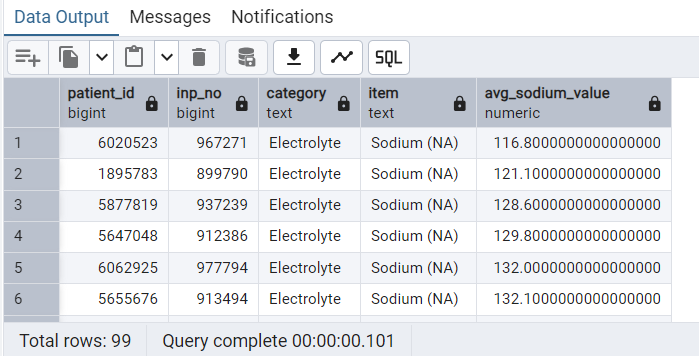 Data Output Messages Notifications
SQL
patient_id inp_no category item avg_sodium_value
bigint bigint text text numeric
1 6020523 967271 Electrolyte Sodium (NA) 116.8000000000000000
2 1895783 899790 Electrolyte Sodium (NA) 121.1000000000000000
3 5877819 937239 Electrolyte Sodium (NA) 128.6000000000000000
4 5647048 912386 Electrolyte Sodium (NA) 129.8000000000000000
5 6062925 977794 Electrolyte Sodium (NA) 132.0000000000000000
6 5655676 913494 Electrolyte Sodium (NA) 132.1000000000000000
Total rows: 99 Query complete 00:00:00.101